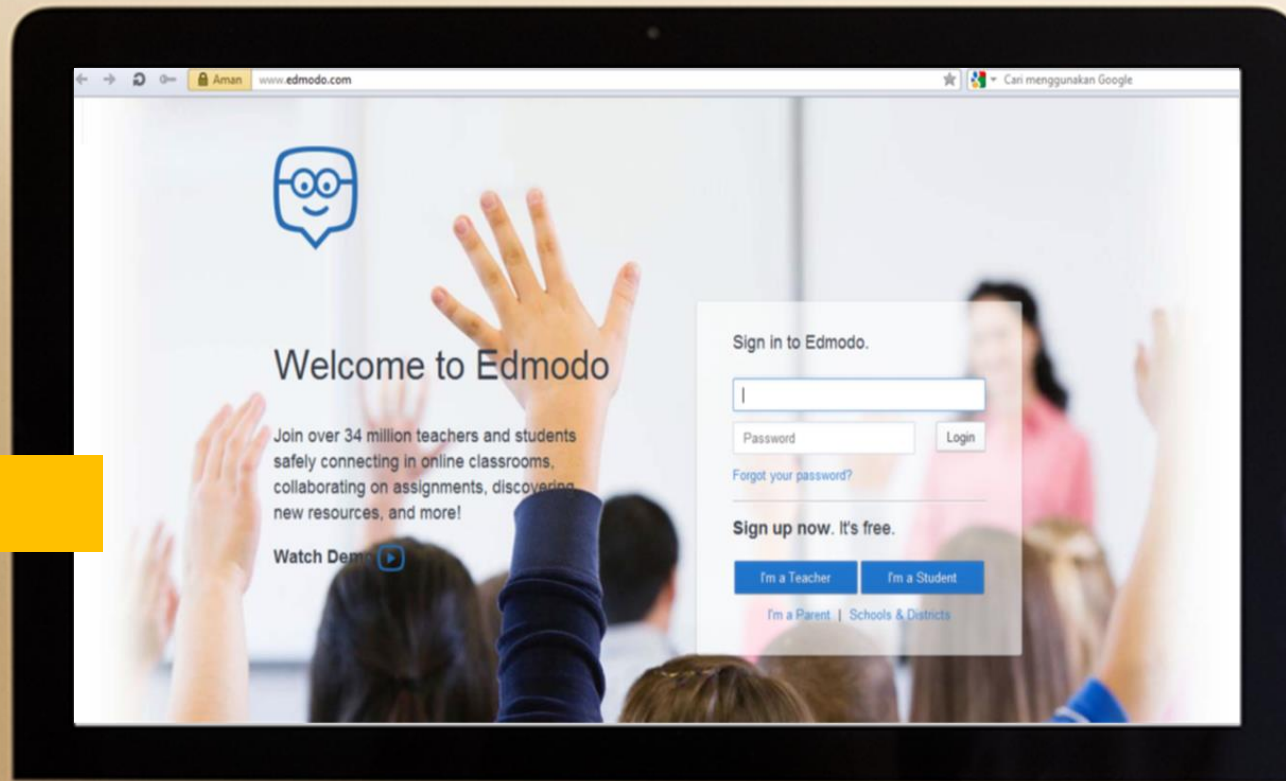 Aman
www.edmodo.com
Cari menggunakan Google
Welcome to Edmodo
Join over 34 million teachers and students
safely connecting in online classrooms,
collaborating on assignments, discovering
new resources, and more!
Watch Demo
Sign in to Edmodo.
Password
Login
Forgot your password?
Sign up now. It's free.
I'm a Teacher
I'm a Student
I'm a Parent | Schools & Districts